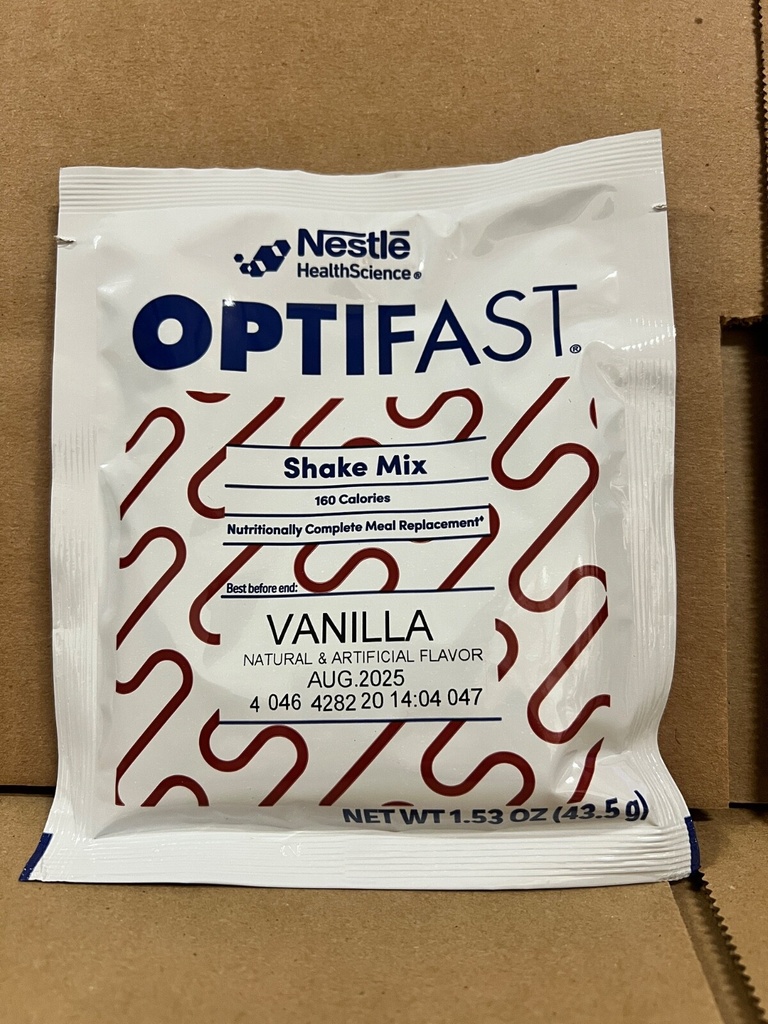 Nestlē
HealthScience®
OPTIFAST®
Shake Mix
160 Calories
Nutritionally Complete Meal Replacement⁺
Best before end:
VANILLA
NATURAL & ARTIFICIAL FLAVOR
AUG.2025
4 046 4282 20 14:04 047
NET WT 1.53 OZ (43.5 g)